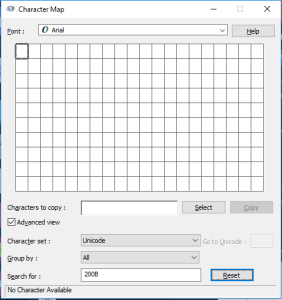 Character Map
Font : O Arial Help
Characters to copy : Select Copy
Advanced view
Character set : Unicode Go to Unicode :
Group by : All
Search for : 200B Reset
No Character Available